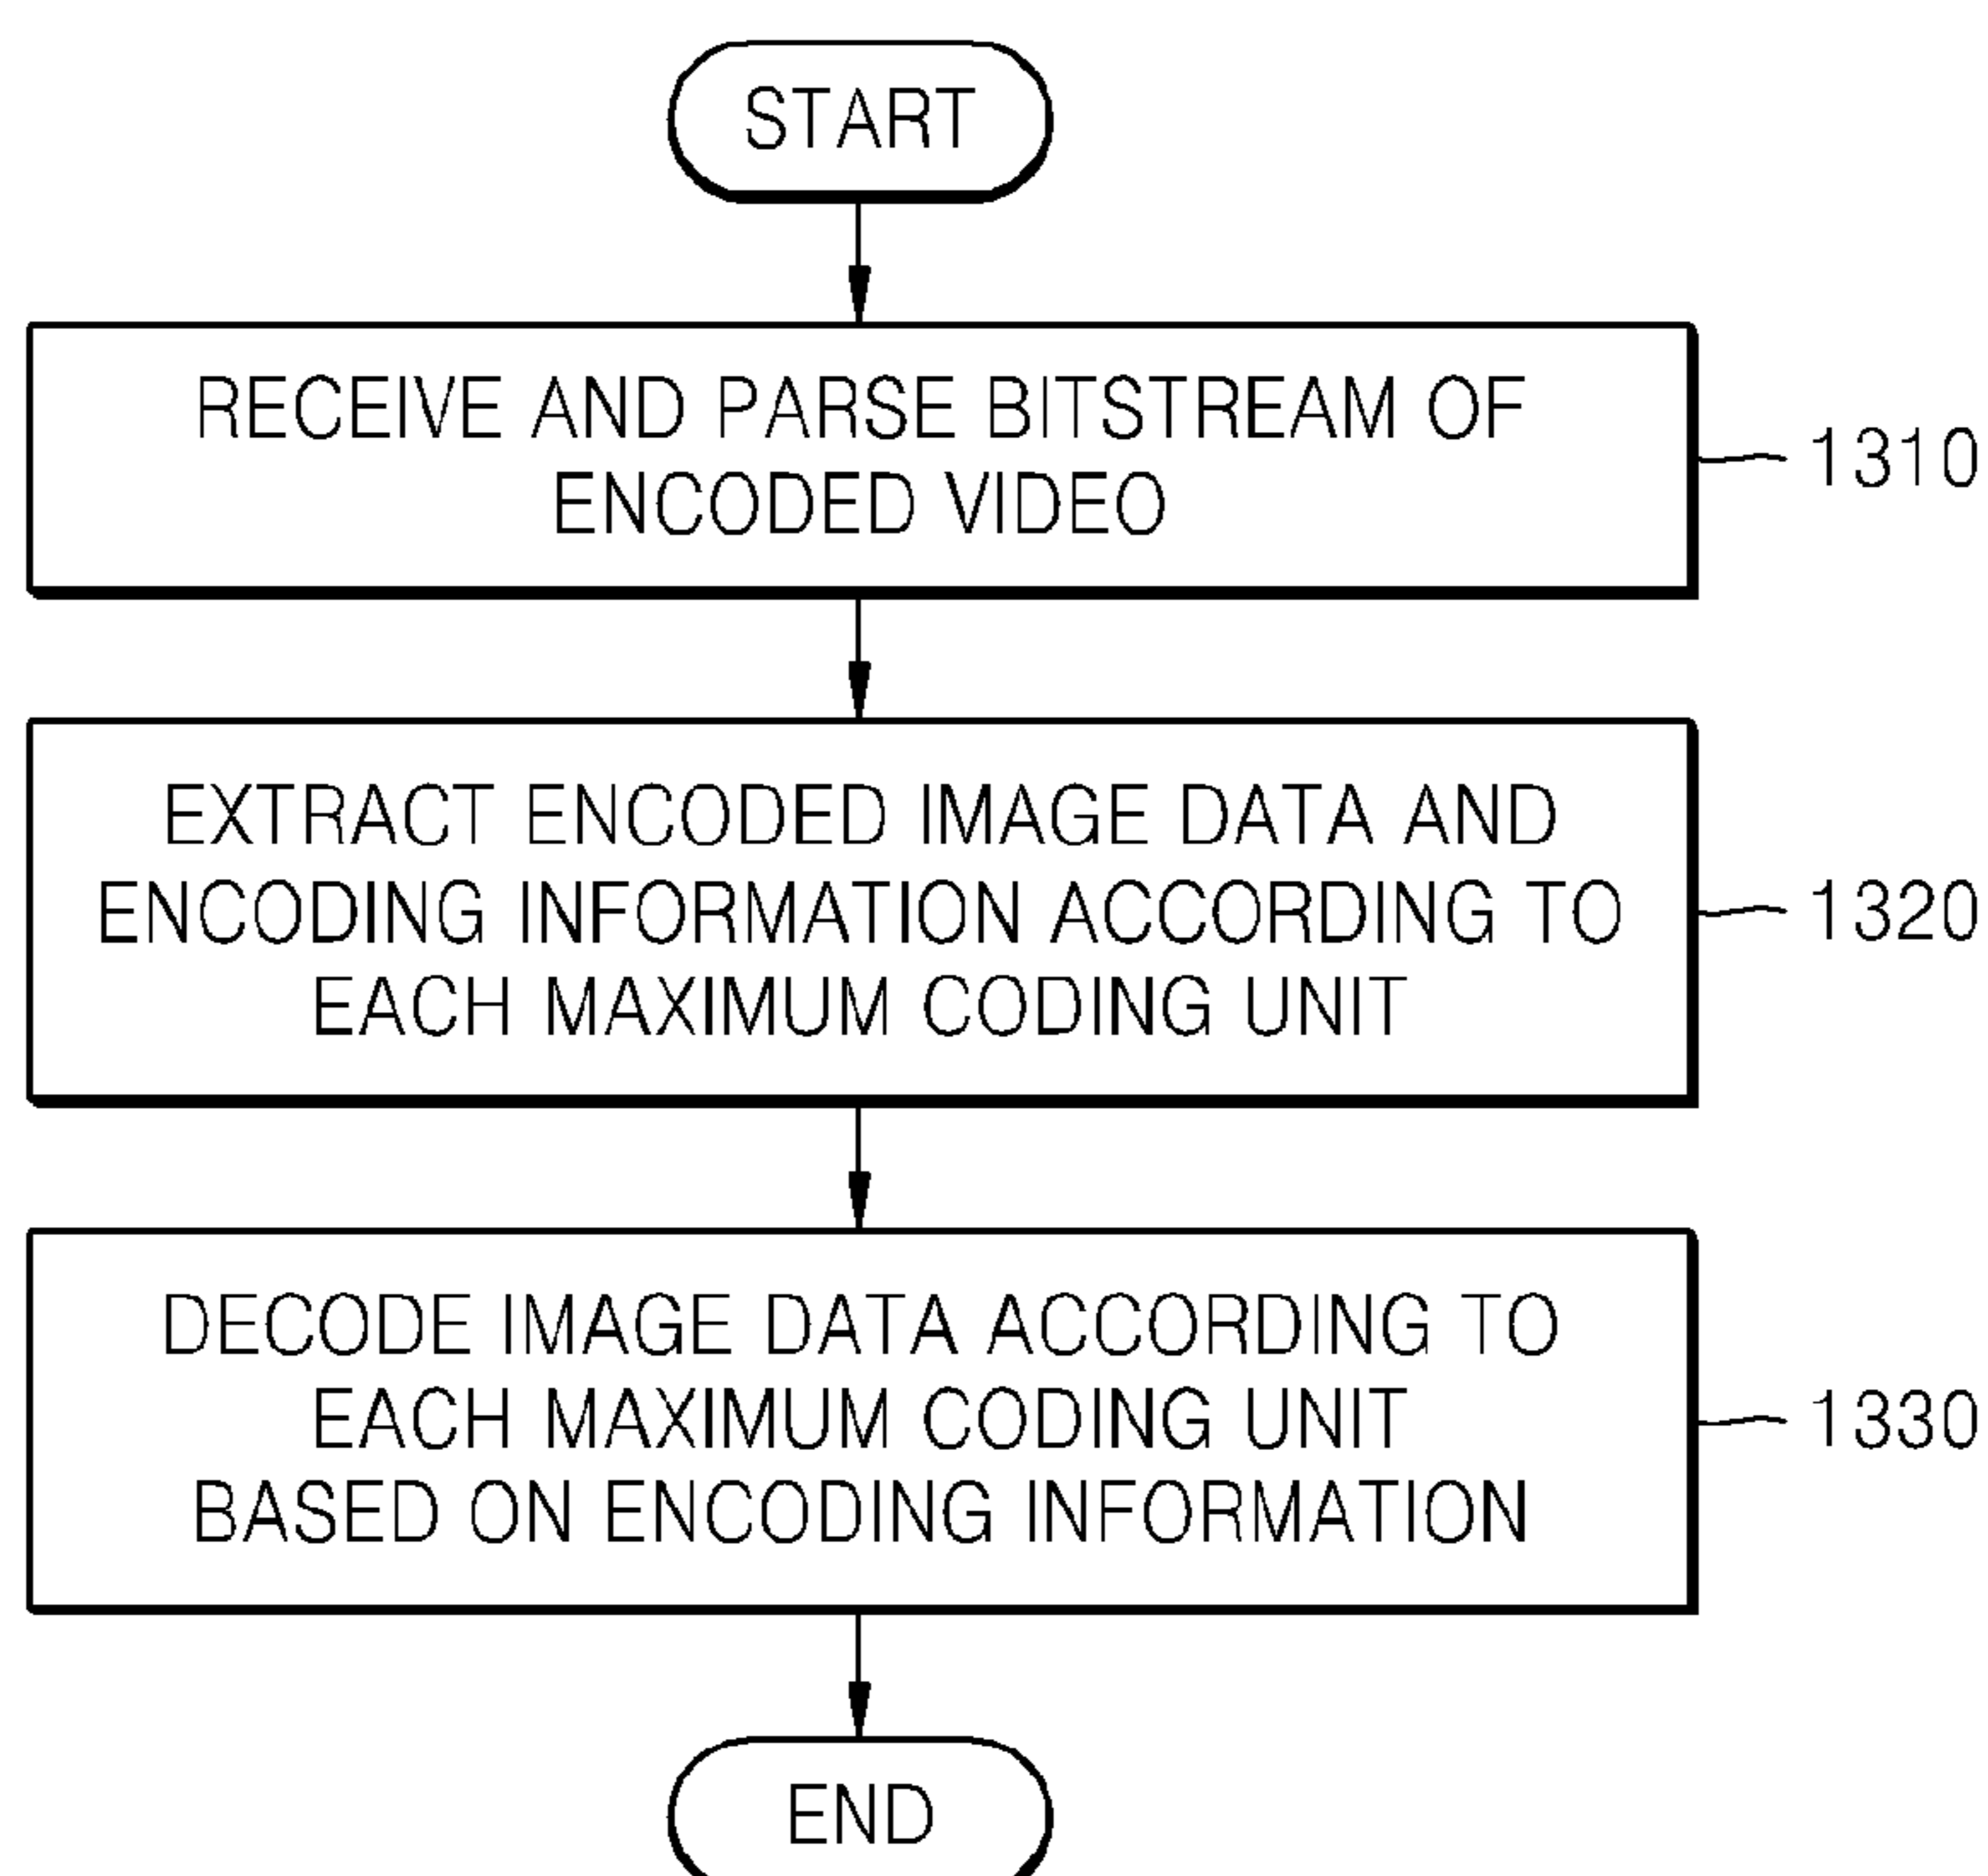 START
RECEIVE AND PARSE BITSTREAM OF
ENCODED VIDEO
1310
EXTRACT ENCODED IMAGE DATA AND
ENCODING INFORMATION ACCORDING TO
EACH MAXIMUM CODING UNIT
1320
DECODE IMAGE DATA ACCORDING TO
EACH MAXIMUM CODING UNIT
BASED ON ENCODING INFORMATION
1330
END